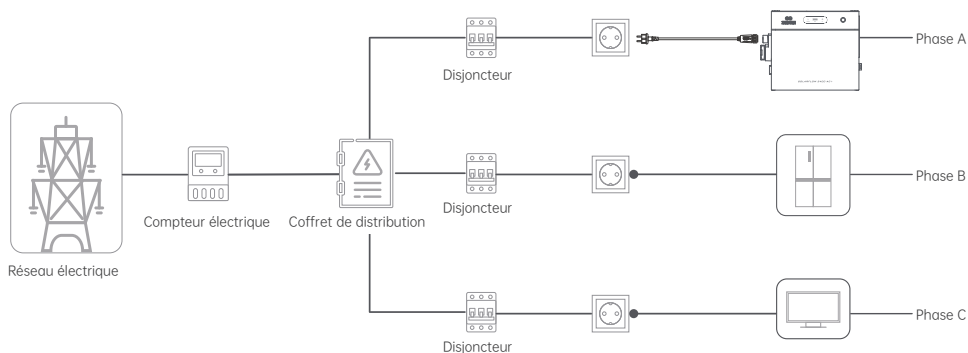 Disjoncteur
Phase A
Réseau électrique
Compteur électrique
Coffret de distribution
Disjoncteur
Phase B
Disjoncteur
Phase C